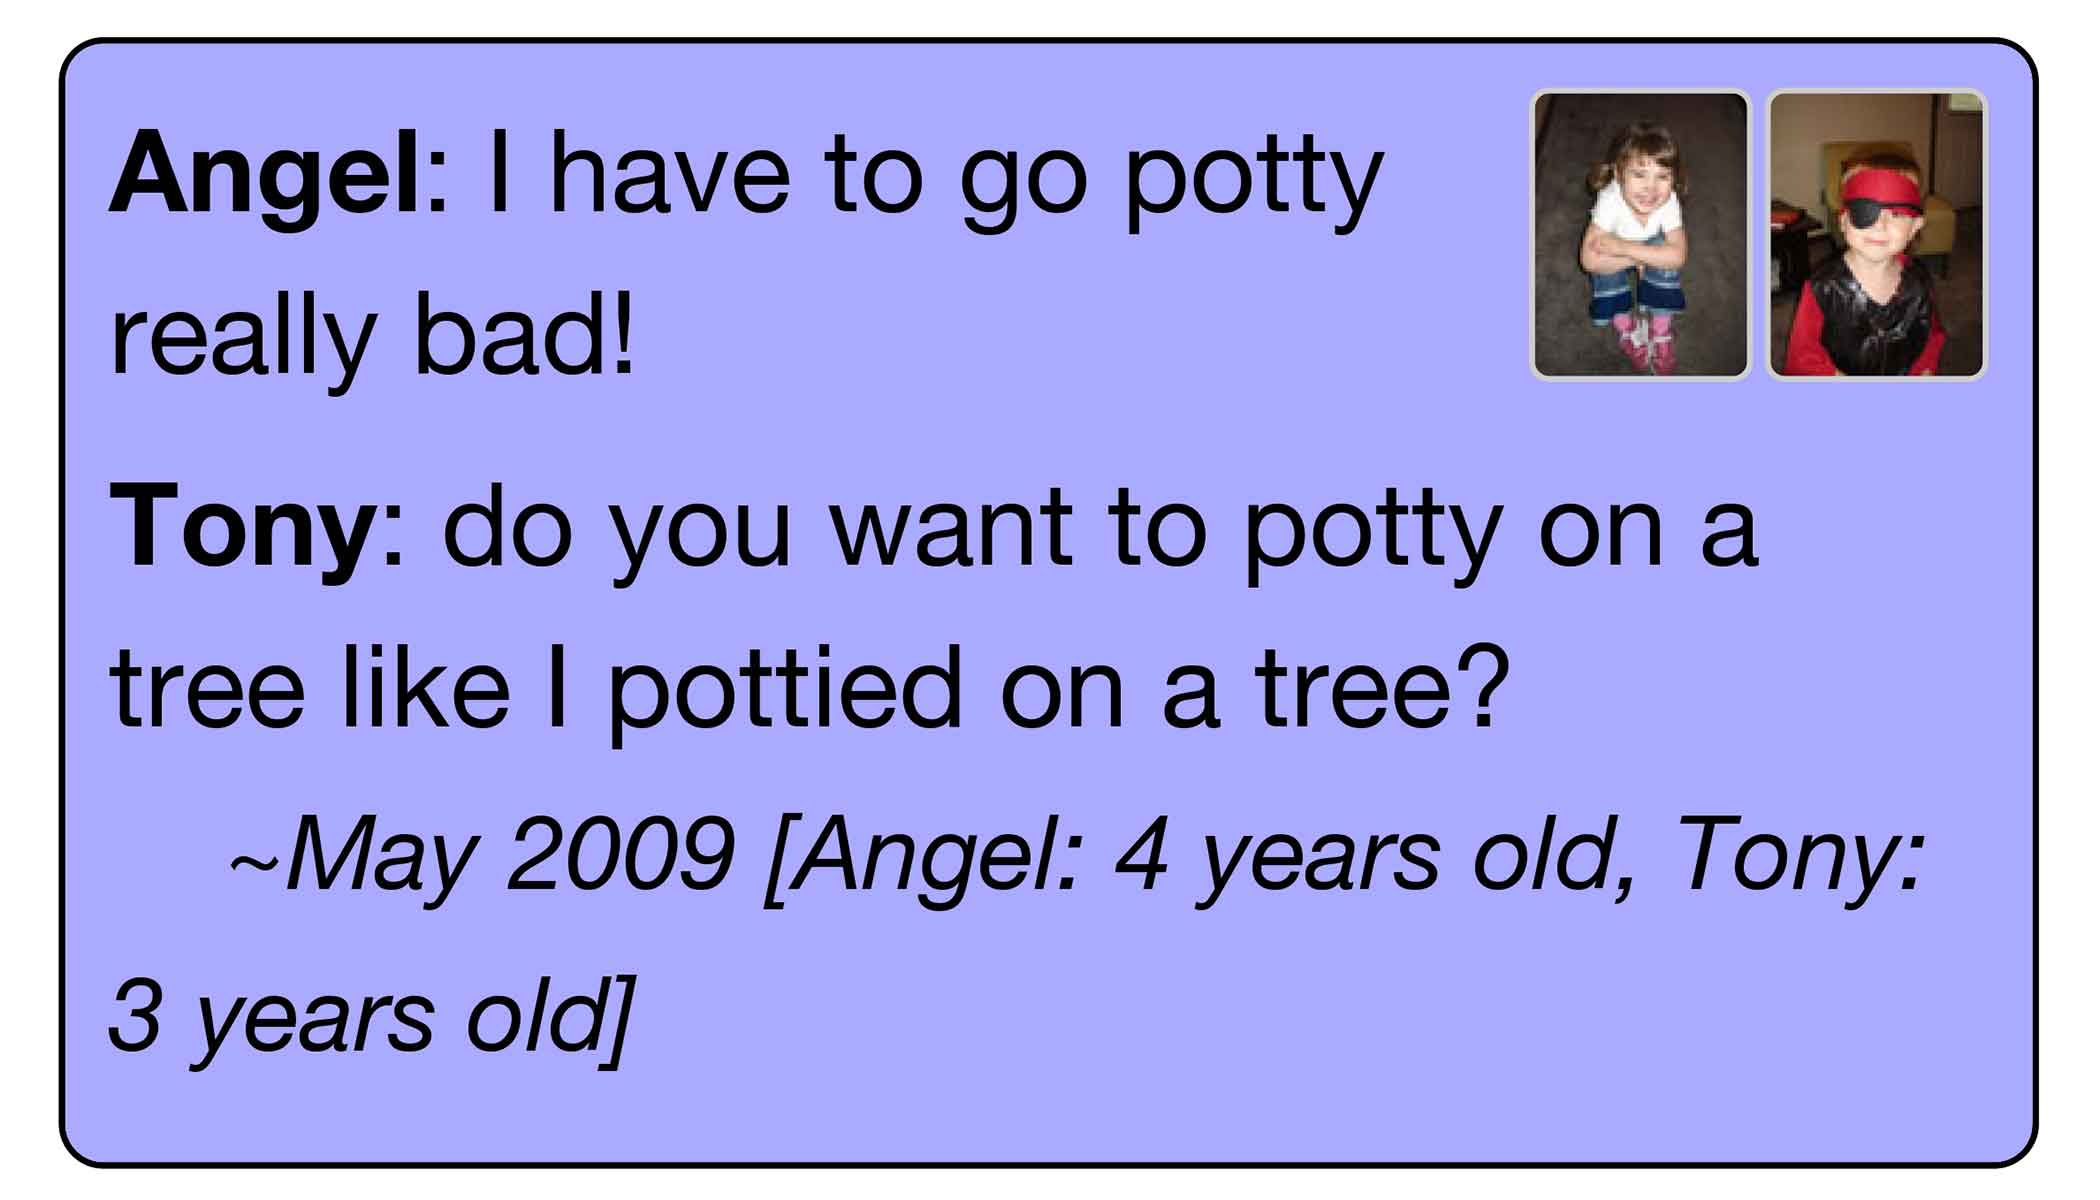 Angel: I have to go potty
really bad!
Tony: do you want to potty on a
tree like I pottied on a tree?
~May 2009 [Angel: 4 years old, Tony:
3 years old]